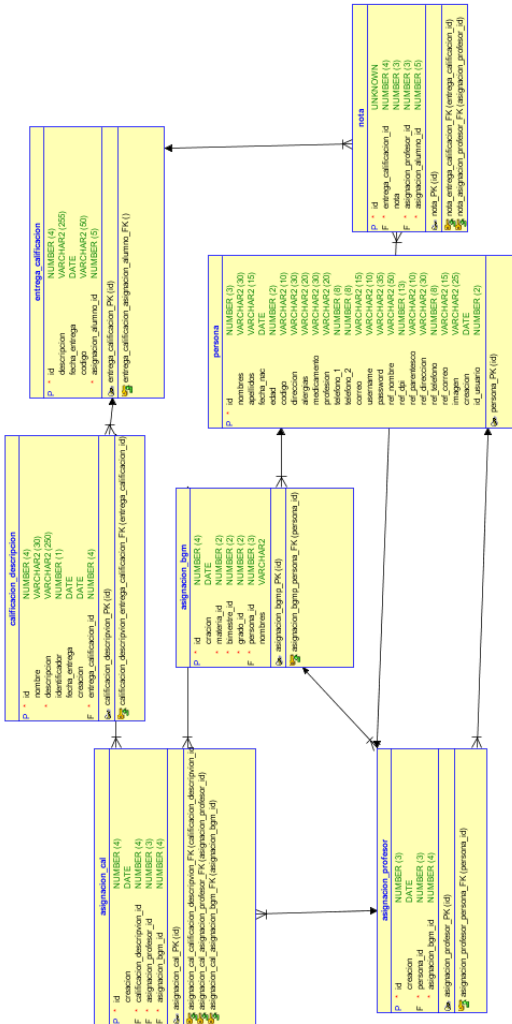 calificacion_descripvion
P * id NUMBER (4)
* nombre VARCHAR2 (30)
* descripcion VARCHAR2 (250)
identificador NUMBER (1)
fecha_entrega DATE
creacion DATE
F * entrega_calificacion_id NUMBER (4)
calificacion_descripvion_PK (id)
calificacion_descripvion_entrega_calificacion_FK (entrega_calificacion_id)
entrega_calificacion
P * id NUMBER (4)
descripcion VARCHAR2 (255)
fecha_entrega DATE
codigo VARCHAR2 (50)
* asignacion_alumno_id NUMBER (5)
entrega_calificacion_PK (id)
entrega_calificacion_asignacion_alumno_FK ()
asignacion_cal
P * id NUMBER (4)
creacion DATE
F * calificacion_descripvion_id NUMBER (4)
F * asignacion_profesor_id NUMBER (3)
F * asignacion_bgm_id NUMBER (4)
asignacion_cal_PK (id)
asignacion_cal_calificacion_descripvion_FK (calificacion_descripvion_id)
asignacion_cal_asignacion_profesor_FK (asignacion_profesor_id)
asignacion_cal_asignacion_bgm_FK (asignacion_bgm_id)
asignacion_bgm
P * id NUMBER (4)
cracion DATE
* materia_id NUMBER (2)
* bimestre_id NUMBER (2)
* grado_id NUMBER (2)
F * persona_id NUMBER (3)
nombres VARCHAR2
asignacion_bgmp_PK (id)
asignacion_bgmp_persona_FK (persona_id)
persona
P * id NUMBER (3)
nombres VARCHAR2 (30)
apellidos VARCHAR2 (15)
fecha_nac DATE
edad NUMBER (2)
codigo VARCHAR2 (10)
direccion VARCHAR2 (30)
alergias VARCHAR2 (20)
medicamento VARCHAR2 (30)
profesion VARCHAR2 (20)
telefono_1 NUMBER (8)
telefono_2 NUMBER (8)
correo VARCHAR2 (15)
username VARCHAR2 (10)
password VARCHAR2 (35)
ref_nombre VARCHAR2 (50)
ref_dpi NUMBER (13)
ref_parentesco VARCHAR2 (10)
ref_direccion VARCHAR2 (30)
ref_telefono NUMBER (8)
ref_correo VARCHAR2 (15)
imagen VARCHAR2 (25)
creacion DATE
id_usuario NUMBER (2)
persona_PK (id)
nota
P * id UNKNOWN
F * entrega_calificacion_id NUMBER (4)
nota NUMBER (3)
F * asignacion_profesor_id NUMBER (3)
* asignacion_alumno_id NUMBER (5)
nota_PK (id)
nota_entrega_calificacion_FK (entrega_calificacion_id)
nota_asignacion_profesor_FK (asignacion_profesor_id)
asignacion_profesor
P * id NUMBER (3)
creacion DATE
F * persona_id NUMBER (3)
* asignacion_bgm_id NUMBER (4)
asignacion_profesor_PK (id)
asignacion_profesor_persona_FK (persona_id)